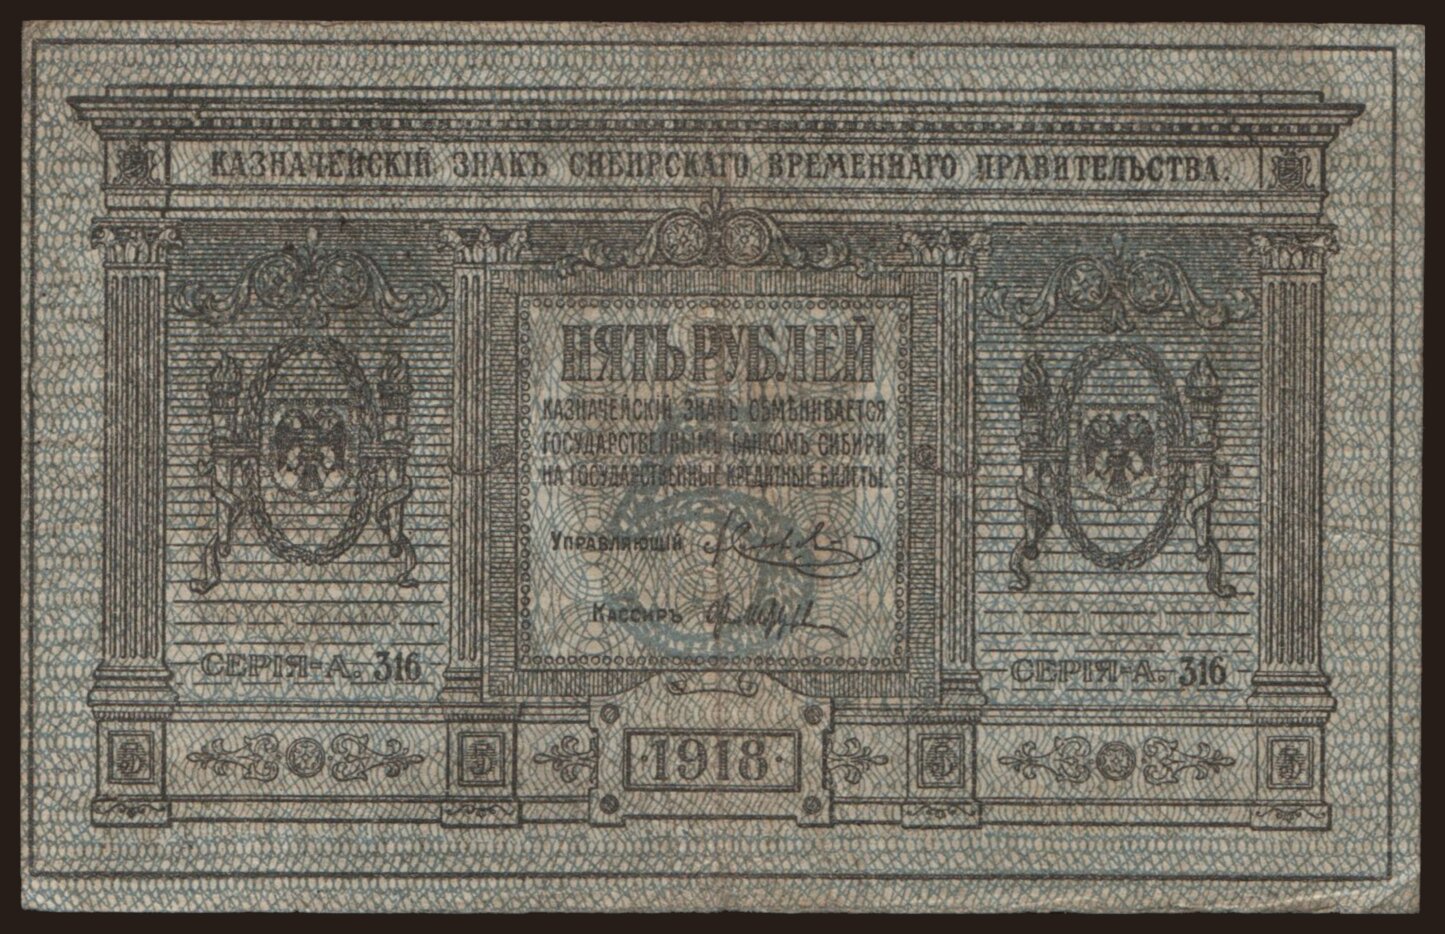 КАЗНАЧЕЙСКІЙ ЗНАКЪ СИБИРСКАГО ВРЕМЕННАГО ПРАВИТЕЛЬСТВА.
ПЯТЬ РУБЛЕЙ
КАЗНАЧЕЙСКІЙ ЗНАКЪ ОБМѢНИВАЕТСЯ
ГОСУДАРСТВЕННЫМЪ БАНКОМЪ СИБИРИ
НА ГОСУДАРСТВЕННЫЕ КРЕДИТНЫЕ БИЛЕТЫ.
УПРАВЛЯЮЩІЙ
КАССИРЪ
СЕРІЯ-А. 316
СЕРІЯ-А. 316
5
5
·1918·
5
5